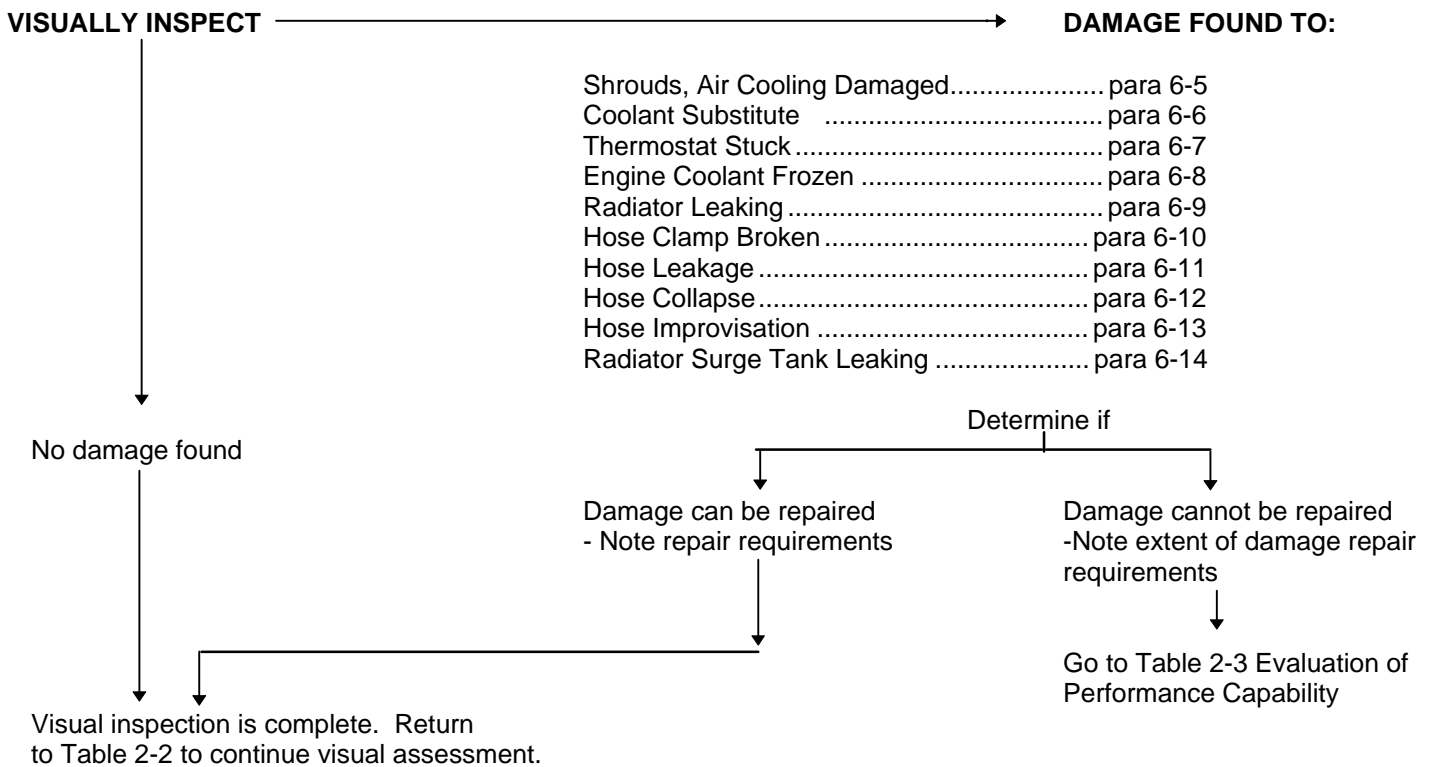 VISUALLY INSPECT
DAMAGE FOUND TO:
Shrouds, Air Cooling Damaged..................... para 6-5
Coolant Substitute ...................................... para 6-6
Thermostat Stuck .......................................... para 6-7
Engine Coolant Frozen ................................. para 6-8
Radiator Leaking ........................................... para 6-9
Hose Clamp Broken .................................... para 6-10
Hose Leakage ............................................. para 6-11
Hose Collapse ............................................. para 6-12
Hose Improvisation ..................................... para 6-13
Radiator Surge Tank Leaking ..................... para 6-14
Determine if
No damage found
Damage can be repaired
- Note repair requirements
Damage cannot be repaired
-Note extent of damage repair
requirements
Go to Table 2-3 Evaluation of
Performance Capability
Visual inspection is complete.  Return
to Table 2-2 to continue visual assessment.